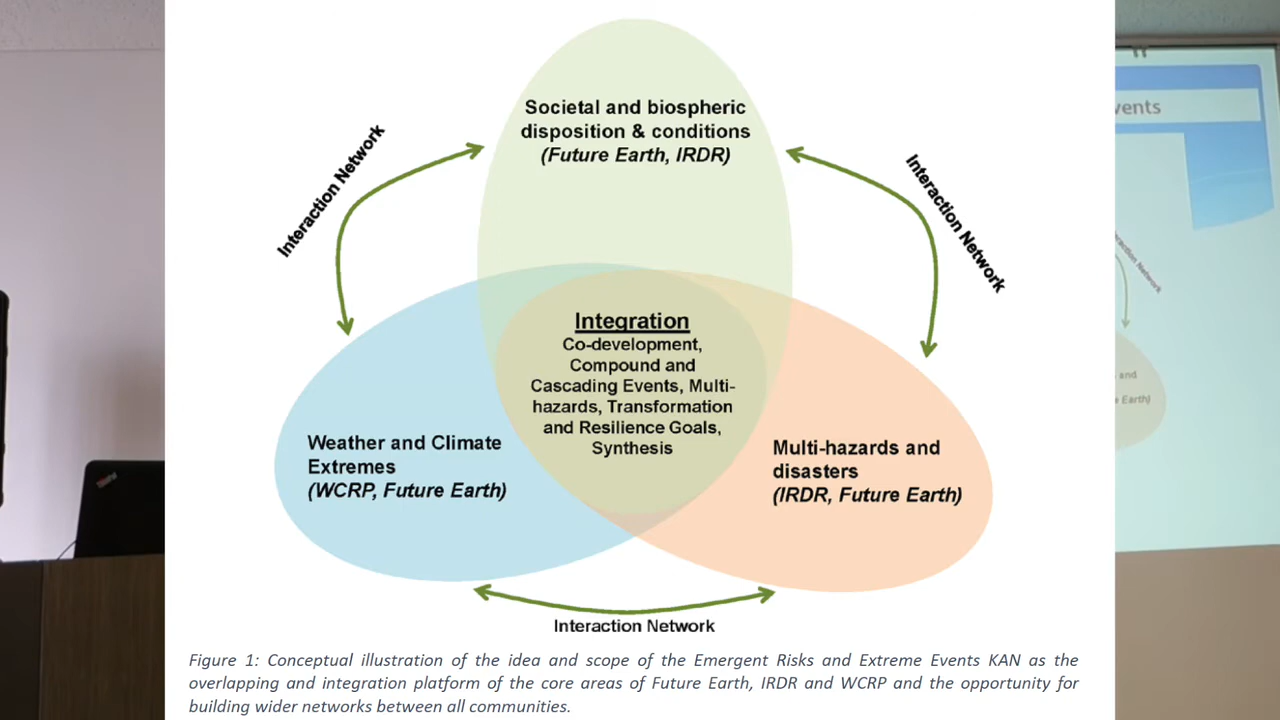 Societal and biospheric
disposition & conditions
(Future Earth, IRDR)
Interaction Network
Interaction Network
Integration
Co-development,
Compound and
Cascading Events, Multi-
hazards, Transformation
and Resilience Goals,
Synthesis
Weather and Climate
Extremes
(WCRP, Future Earth)
Multi-hazards and
disasters
(IRDR, Future Earth)
Interaction Network
Figure 1: Conceptual illustration of the idea and scope of the Emergent Risks and Extreme Events KAN as the
overlapping and integration platform of the core areas of Future Earth, IRDR and WCRP and the opportunity for
building wider networks between all communities.
Network
and
Earth)